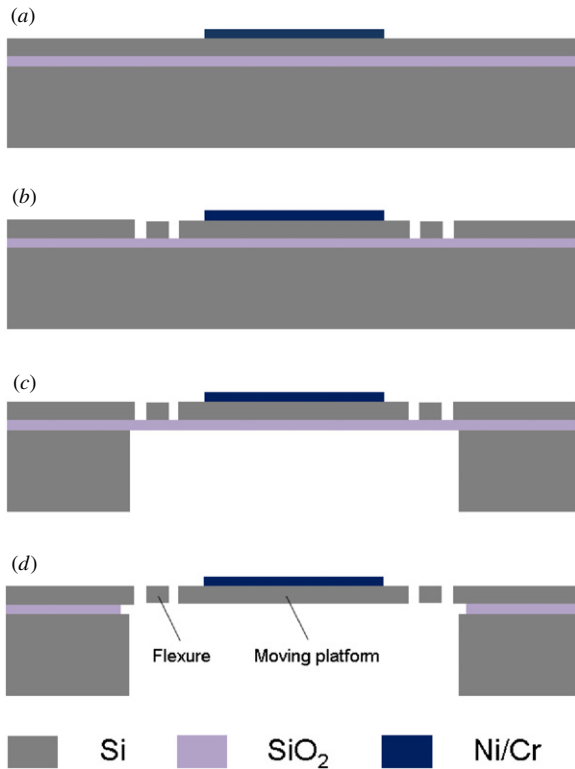 (a)
(b)
(c)
(d)
Flexure Moving platform
Si SiO₂ Ni/Cr